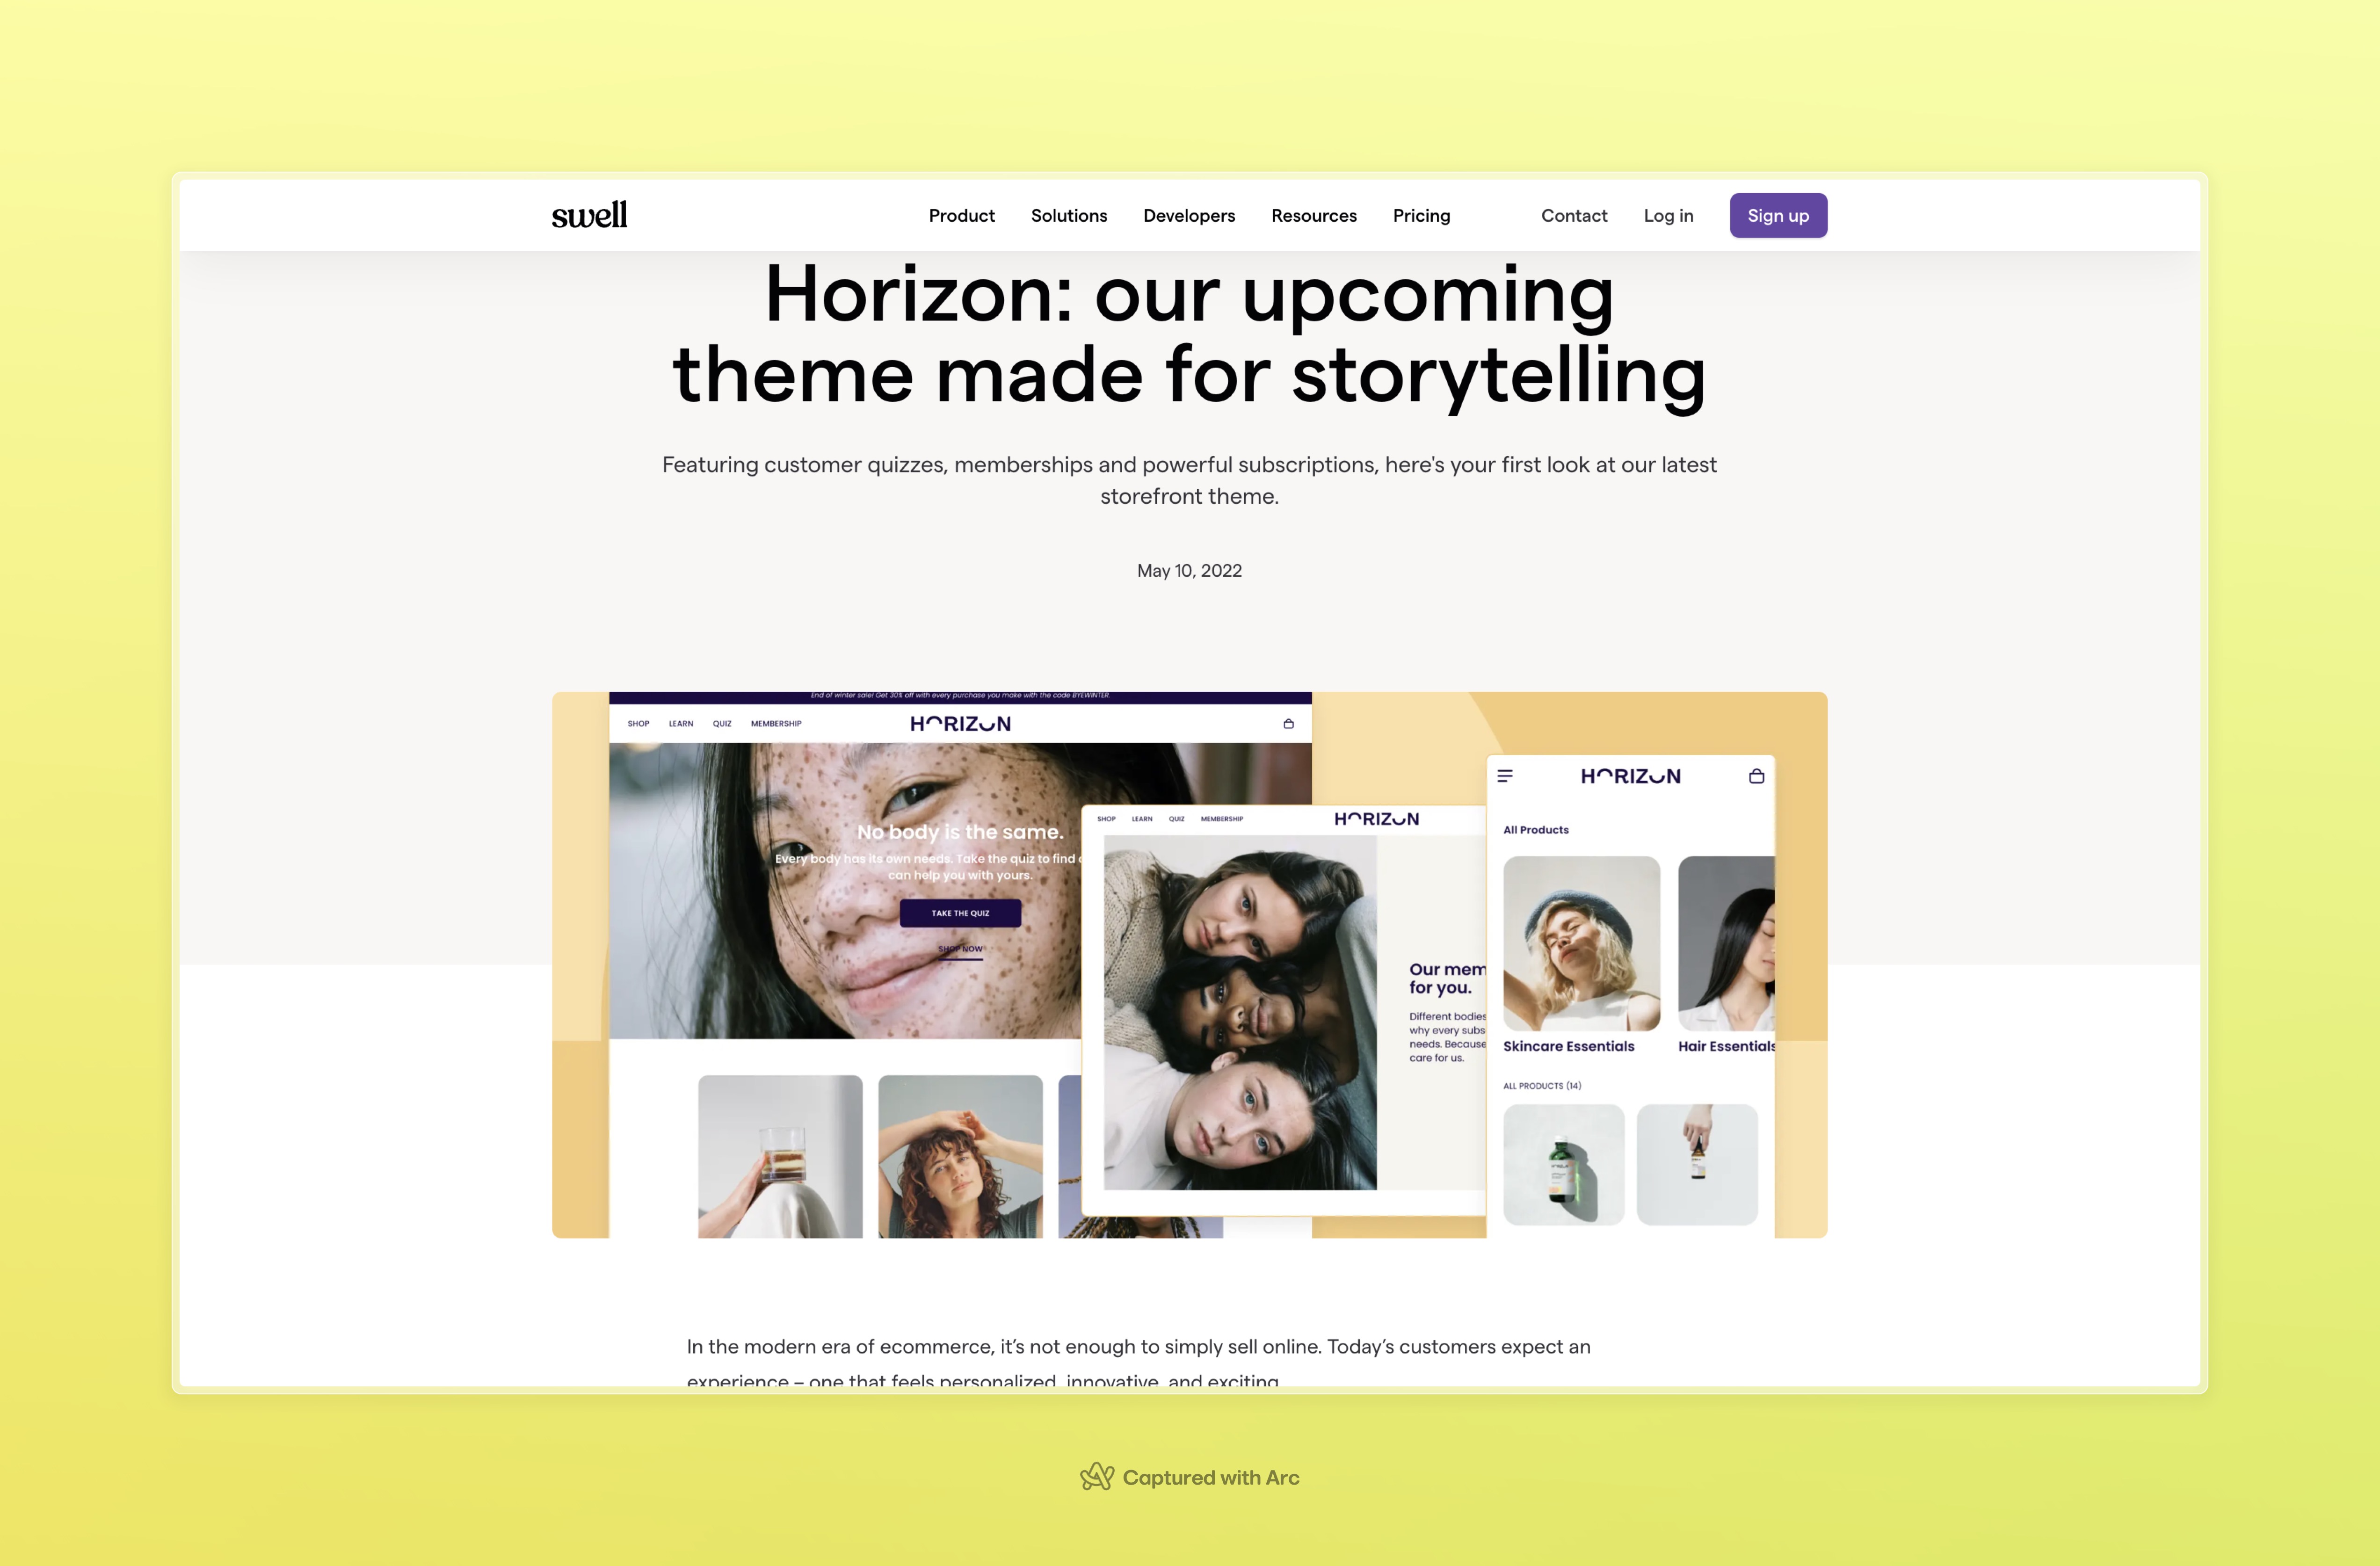 swell
Product Solutions Developers Resources Pricing Contact Log in Sign up
Horizon: our upcoming
theme made for storytelling
Featuring customer quizzes, memberships and powerful subscriptions, here's your first look at our latest
storefront theme.
May 10, 2022
End of winter sale! Get 30% off with every purchase you make with the code BYEWINTER.
SHOP LEARN QUIZ MEMBERSHIP HORIZON
No body is the same.
Every body has its own needs. Take the quiz to find
can help you with yours.
TAKE THE QUIZ
SHOP NOW
SHOP LEARN QUIZ MEMBERSHIP HORIZON
Our mem
for you.
Different bodies
why every subs
needs. Because
care for us.
HORIZON
All Products
Skincare Essentials Hair Essentials
ALL PRODUCTS (14)
In the modern era of ecommerce, it’s not enough to simply sell online. Today’s customers expect an
experience – one that feels personalized, innovative, and exciting
Captured with Arc